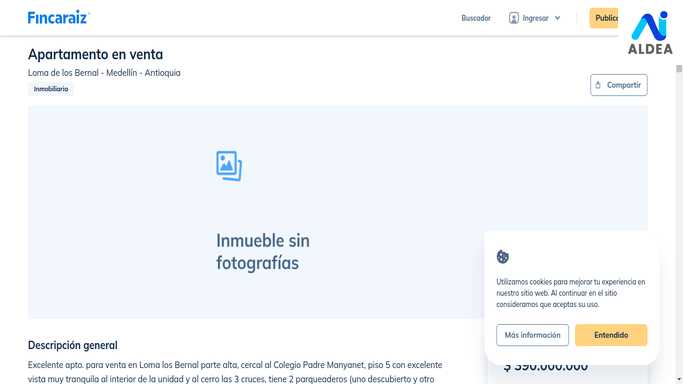 Fincaraíz
Buscador
Ingresar
ALDEA
Apartamento en venta
Loma de los Bernal - Medellín - Antioquia
Inmobiliario
Compartir
Inmueble sin
fotografías
Utilizamos cookies para mejorar tu experiencia en
nuestro sitio web. Al continuar en el sitio
consideramos que aceptas su uso.
Más información
Entendido
$ 390.000.000
Descripción general
Excelente apto. para venta en Loma los Bernal parte alta, cercal al Colegio Padre Manyanet, piso 5 con excelente
vista muy tranquila al interior de la unidad y al cerro las 3 cruces, tiene 2 parqueaderos (uno descubierto y otro